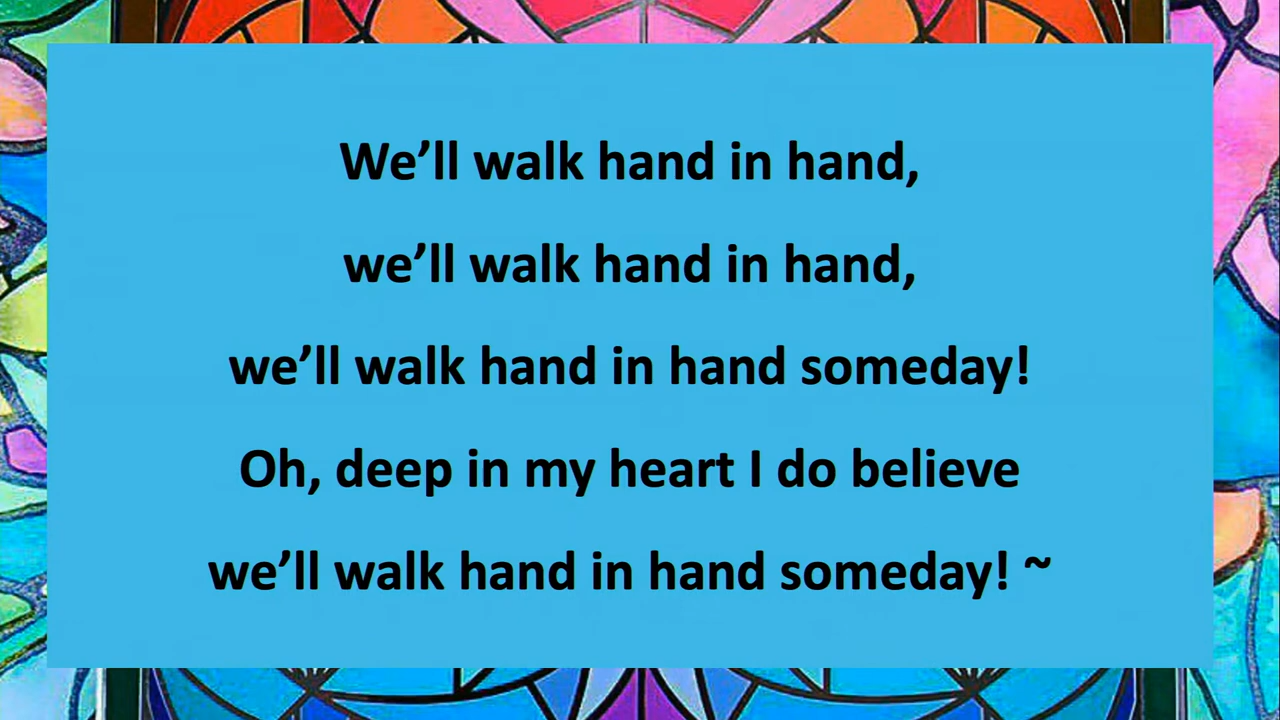 We’ll walk hand in hand,
we’ll walk hand in hand,
we’ll walk hand in hand someday!
Oh, deep in my heart I do believe
we’ll walk hand in hand someday! ~